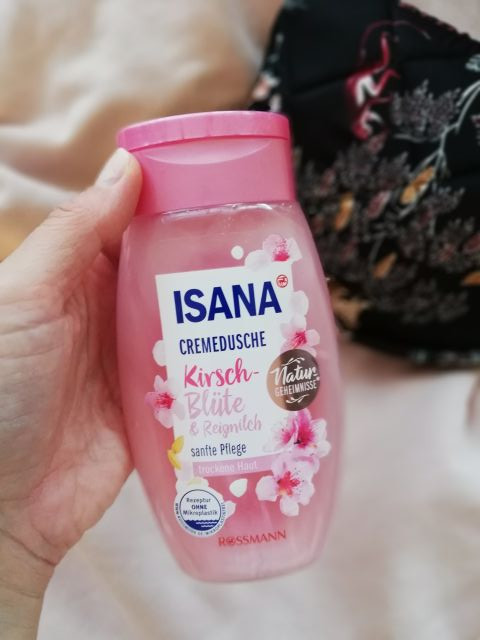 ISANA
CREMEDUSCHE
Kirsch-
Blüte
& Reismilch
sanfte Pflege
trockene Haut
Natur-
GEHEIMNISSE
Rezeptur
OHNE
Mikroplastik
ROSSMANN